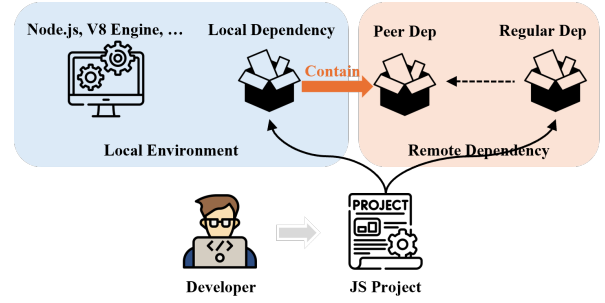 Node.js, V8 Engine, …
Local Dependency
Peer Dep
Regular Dep
Contain
Local Environment
Remote Dependency
PROJECT
</>
Developer
JS Project